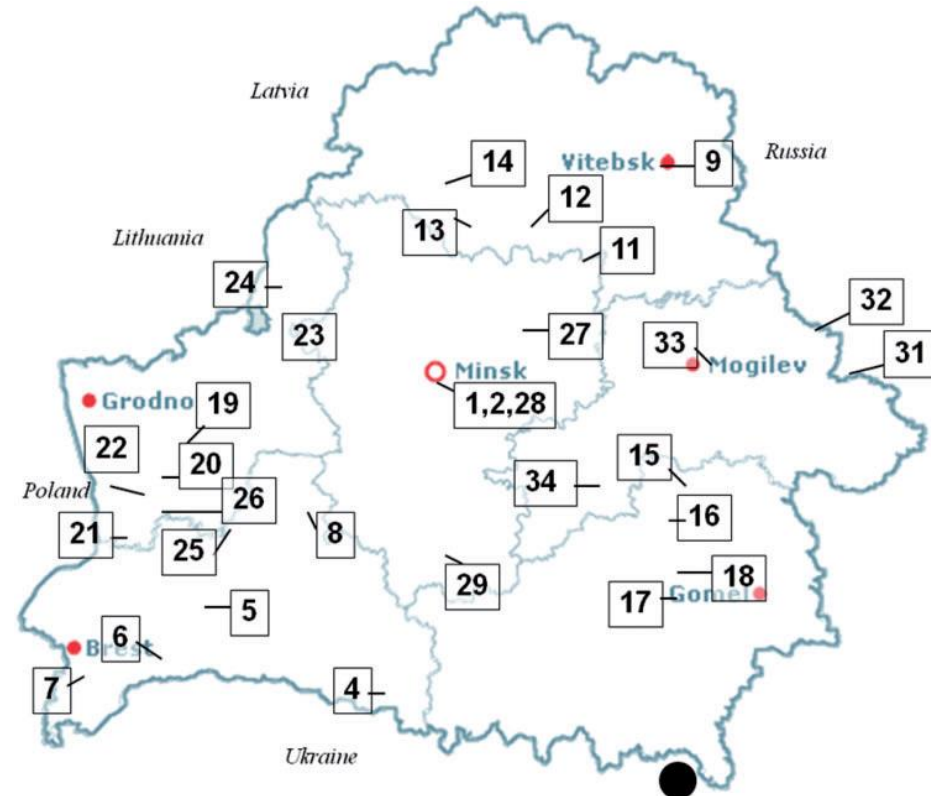 Latvia
14
Vitebsk
9
Russia
12
13
11
Lithuania
24
32
23
27
33
31
Minsk
Mogilev
1,2,28
Grodno
19
22
20
15
Poland
34
26
16
21
8
25
29
18
17
Gomel
5
6
Brest
7
4
Ukraine